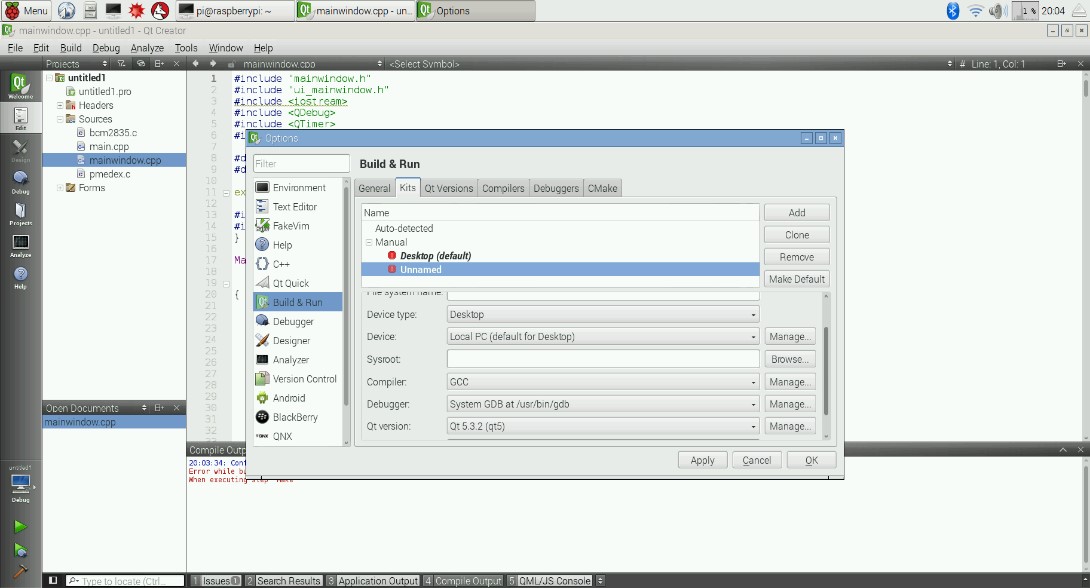 Menu pi@raspberrypi: ~ mainwindow.cpp - un... Options 1 % 20:04
mainwindow.cpp - untitled1 - Qt Creator
File Edit Build Debug Analyze Tools Window Help
Projects mainwindow.cpp <Select Symbol> # Line: 1, Col: 1
Qt
Welcome
Edit
Design
Debug
Projects
Analyze
Help
untitled1
untitled1.pro
Headers
Sources
bcm2835.c
main.cpp
mainwindow.cpp
pmedex.c
Forms
1 #include "mainwindow.h"
2 #include "ui_mainwindow.h"
3 #include <iostream>
4 #include <QDebug>
5 #include <QTimer>
6 #i
7
8 #d
9 #d
10
11 ex
12
13 #i
14 #i
15 }
16
17 Ma
18
19
20 {
21
22
23
24
25
26
27
28
29
30
31
32
Options
Filter
Environment
Text Editor
FakeVim
Help
C++
Qt Quick
Build & Run
Debugger
Designer
Analyzer
Version Control
Android
BlackBerry
QNX
Build & Run
General Kits Qt Versions Compilers Debuggers CMake
Name
Auto-detected
Manual
Desktop (default)
Unnamed
Add
Clone
Remove
Make Default
File system name:
Device type: Desktop
Device: Local PC (default for Desktop) Manage...
Sysroot: Browse...
Compiler: GCC Manage...
Debugger: System GDB at /usr/bin/gdb Manage...
Qt version: Qt 5.3.2 (qt5) Manage...
Apply Cancel OK
Open Documents
mainwindow.cpp
Compile Outp
20:03:34: Conf
Error while bu
When executing step 'Make'
untitled1
Debug
Type to locate (Ctrl... 1 Issues 1 2 Search Results 3 Application Output 4 Compile Output 5 QML/JS Console